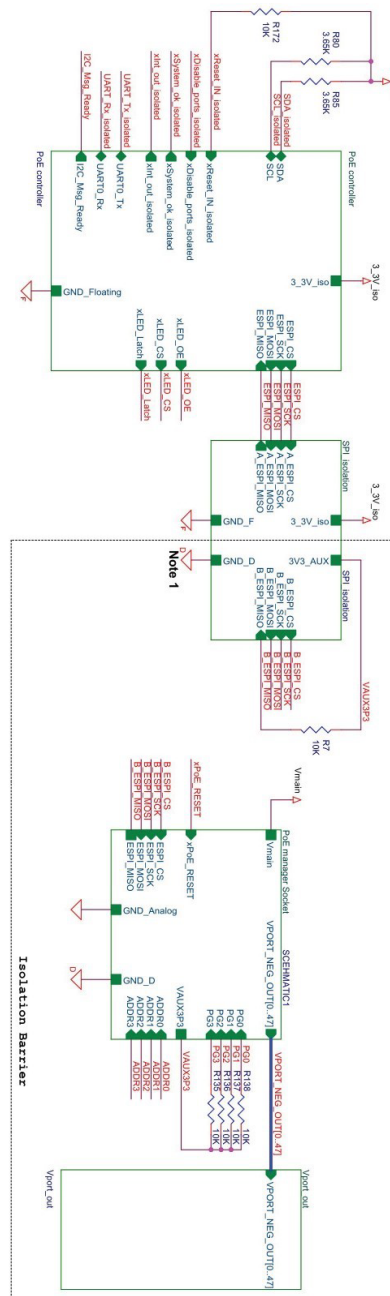 R172
10K
R80
3.65K
R85
3.65K
I2C_Msg_Ready
UART_Rx_isolated
UART_Tx_isolated
xInt_out_isolated
xSystem_ok_isolated
xDisable_ports_isolated
xReset_IN_isolated
SCL_isolated
SDA_isolated
PoE controller
PoE controller
I2C_Msg_Ready
UART0_Rx
UART0_Tx
xInt_out_isolated
xSystem_ok_isolated
xDisable_ports_isolated
xReset_IN_isolated
SCL
SDA
GND_Floating
F
3_3V_iso
3_3V_iso
xLED_Latch
xLED_CS
xLED_OE
xLED_Latch
xLED_CS
xLED_OE
ESPI_MISO
ESPI_MOSI
ESPI_SCK
ESPI_CS
ESPI_MISO
ESPI_MOSI
ESPI_SCK
ESPI_CS
SPI_isolation
A_ESPI_MISO
A_ESPI_MOSI
A_ESPI_SCK
A_ESPI_CS
GND_F
F
3_3V_iso
3_3V_iso
GND_D
D
3V3_AUX
Note 1
B_ESPI_MISO
B_ESPI_MOSI
B_ESPI_SCK
B_ESPI_CS
SPI_isolation
B_ESPI_MISO
B_ESPI_MOSI
B_ESPI_SCK
B_ESPI_CS
VAUX3P3
R7
10K
Vmain
xPoE_RESET
B_ESPI_MISO
B_ESPI_MOSI
B_ESPI_SCK
B_ESPI_CS
PoE manager Socket
Vmain
xPoE_RESET
ESPI_MISO
ESPI_MOSI
ESPI_SCK
ESPI_CS
GND_Analog
GND_D
D
SCEHMATIC1
VPORT_NEG_OUT[0..47]
PG0
PG1
PG2
PG3
VAUX3P3
ADDR0
ADDR1
ADDR2
ADDR3
VPORT_NEG_OUT[0..47]
PG0
PG1
PG2
PG3
R138
R137
R136
R135
10K
10K
10K
10K
VAUX3P3
ADDR0
ADDR1
ADDR2
ADDR3
Isolation Barrier
VPORT_NEG_OUT[0..47]
Vport_out
Vport_out